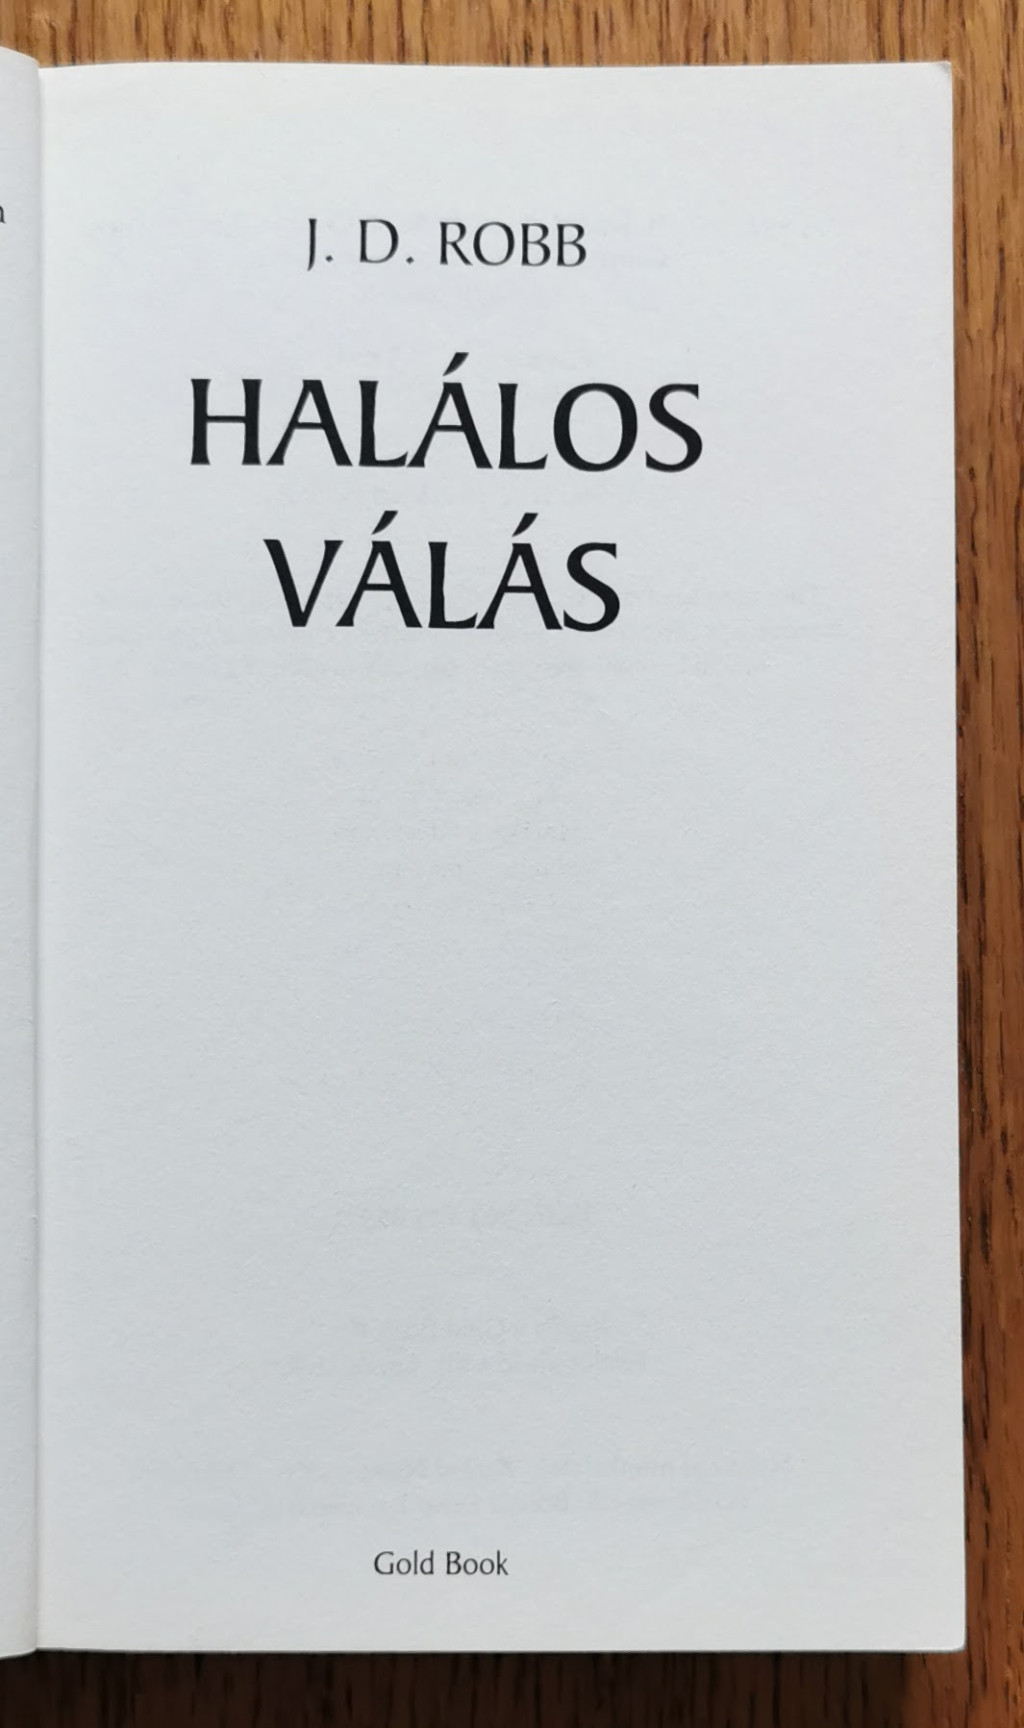 J. D. ROBB
HALÁLOS
VÁLÁS
Gold Book